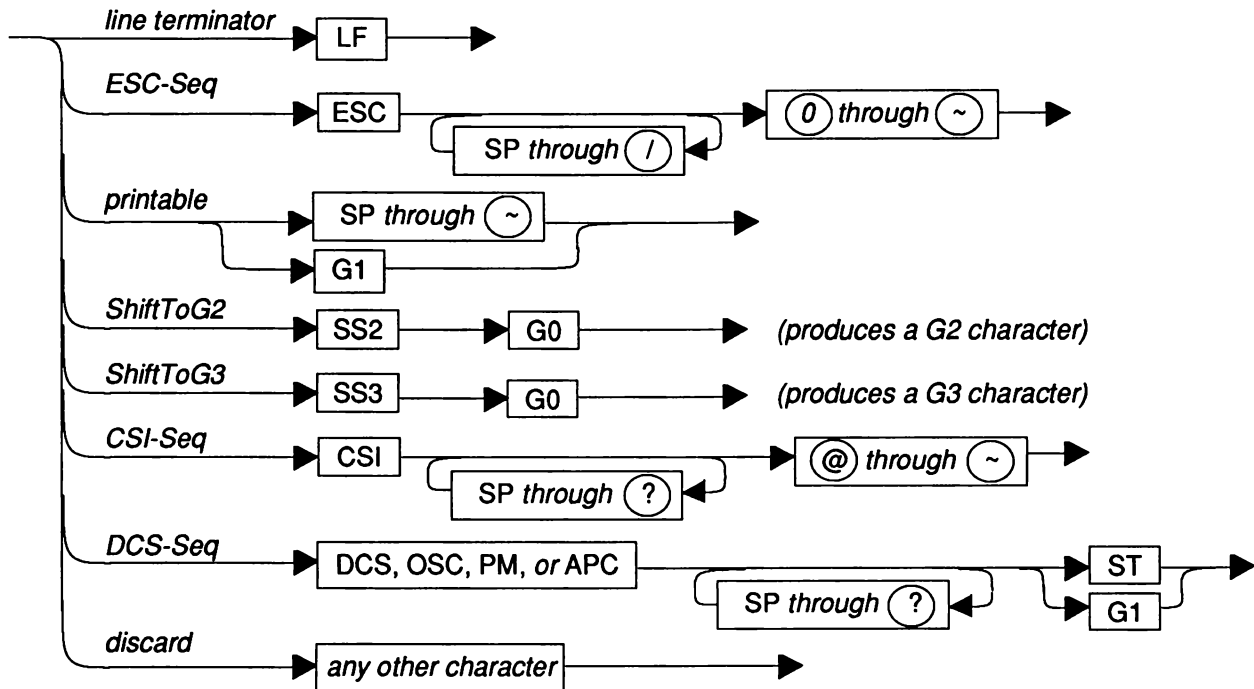 line terminator
LF
ESC-Seq
ESC
0 through ~
SP through /
printable
SP through ~
G1
ShiftToG2
SS2
G0
(produces a G2 character)
ShiftToG3
SS3
G0
(produces a G3 character)
CSI-Seq
CSI
@ through ~
SP through ?
DCS-Seq
DCS, OSC, PM, or APC
ST
SP through ?
G1
discard
any other character